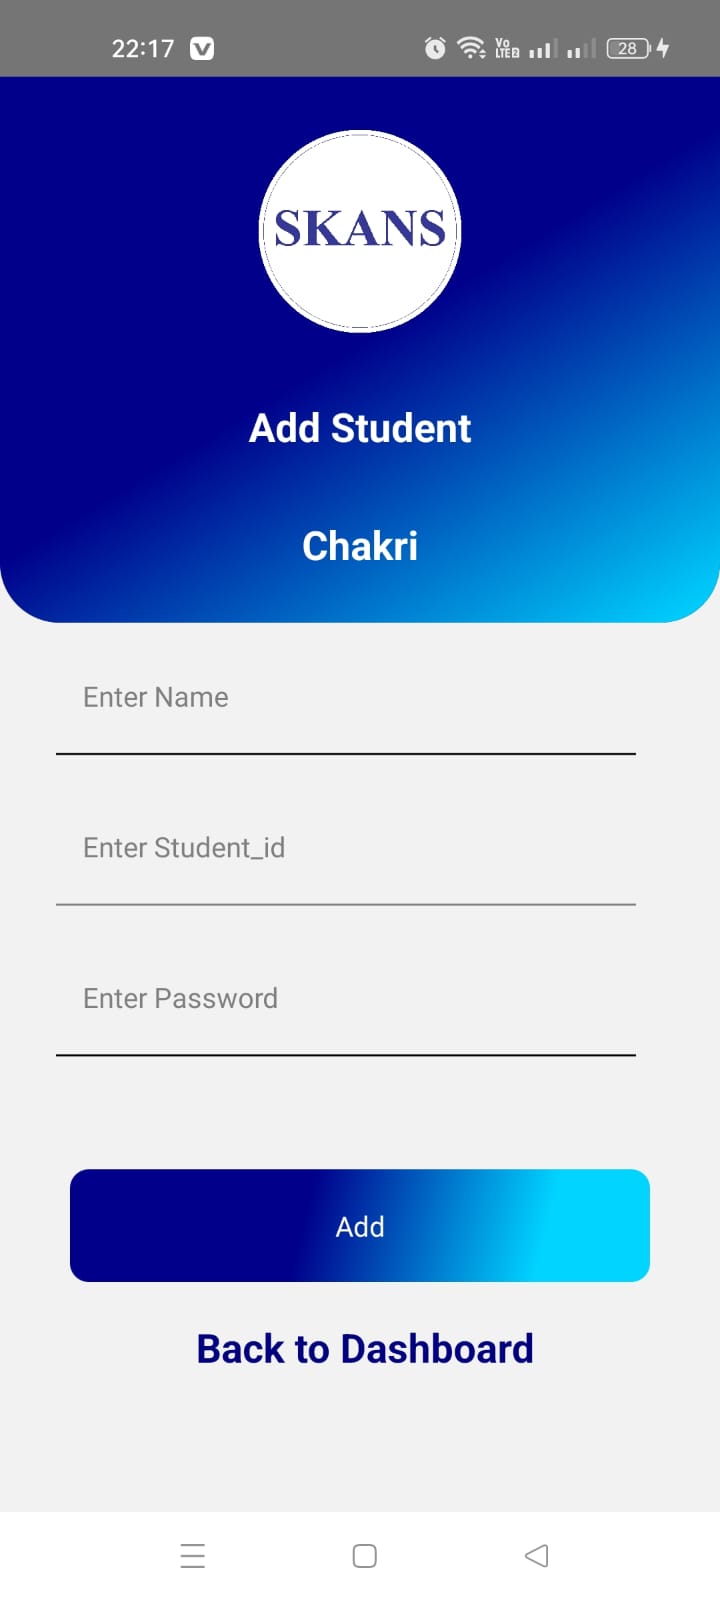 22:17
Vo
LTE2
28
SKANS
Add Student
Chakri
Enter Name
Enter Student_id
Enter Password
Add
Back to Dashboard